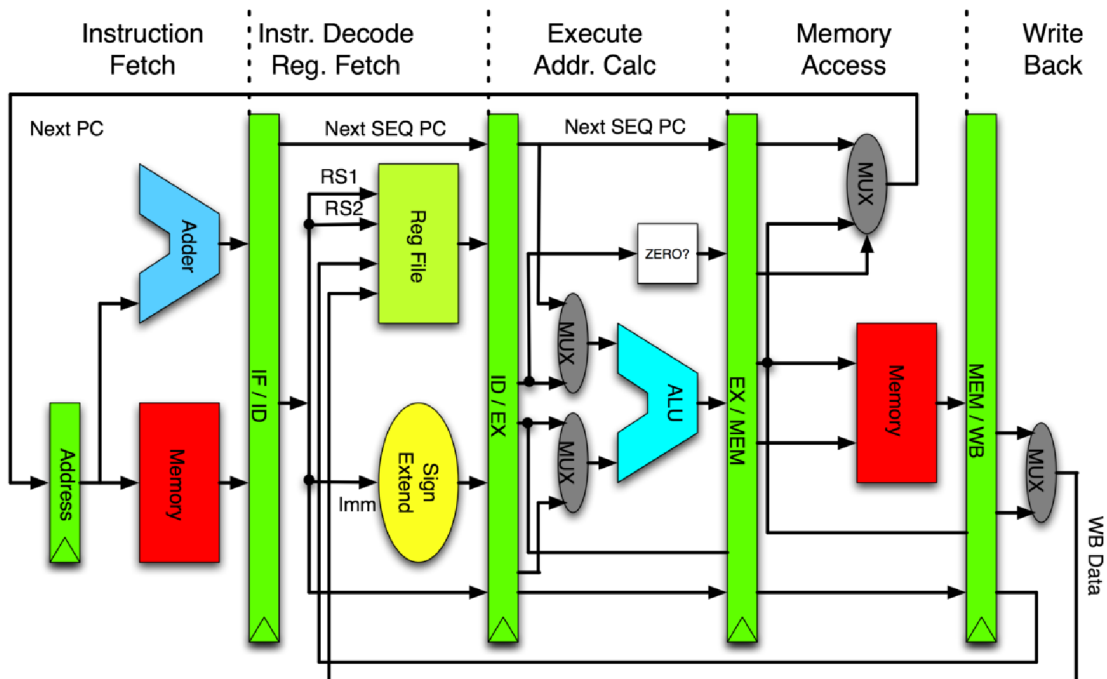 Instruction
Fetch
Instr. Decode
Reg. Fetch
Execute
Addr. Calc
Memory
Access
Write
Back
Next PC
Next SEQ PC
Next SEQ PC
RS1
RS2
Reg File
MUX
Adder
ZERO?
MUX
ALU
IF / ID
ID / EX
EX / MEM
MEM / WB
Memory
Address
Memory
Imm
Sign
Extend
MUX
MUX
WB Data